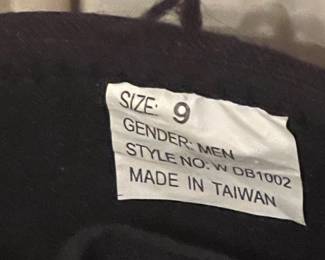 SIZE: 9
GENDER: MEN
STYLE NO: W DB1002
MADE IN TAIWAN